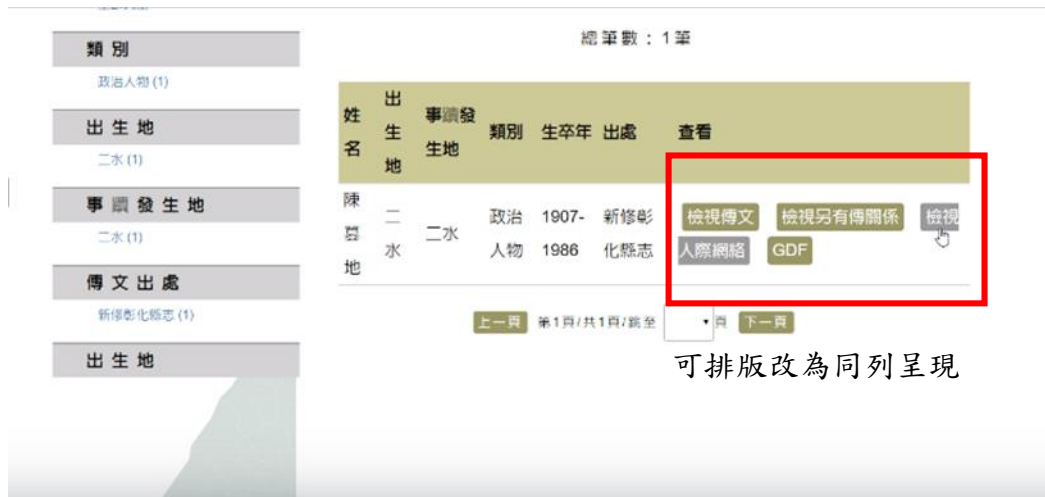 類別
政治人物 (1)
出生地
二水 (1)
事蹟發生地
二水 (1)
傳文出處
新修彰化縣志 (1)
出生地
總筆數：1筆
姓名 出生地 事蹟發生地 類別 生卒年 出處 查看
陳萇地 二水 二水 政治人物 1907-1986 新修彰化縣志 檢視傳文 檢視另有傳關係 檢視人際網絡 GDF
上一頁 第1頁/共1頁/跳至 頁 下一頁
可排版改為同列呈現